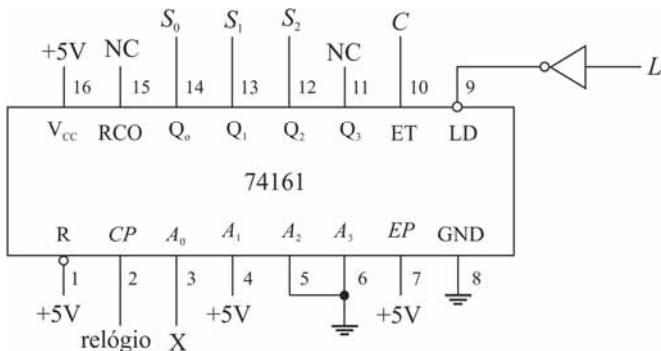 S₀ S₁ S₂ C
+5V NC NC L
16 15 14 13 12 11 10 9
V_CC RCO Q₀ Q₁ Q₂ Q₃ ET LD
74161
R CP A₀ A₁ A₂ A₃ EP GND
1 2 3 4 5 6 7 8
+5V +5V +5V
relógio X